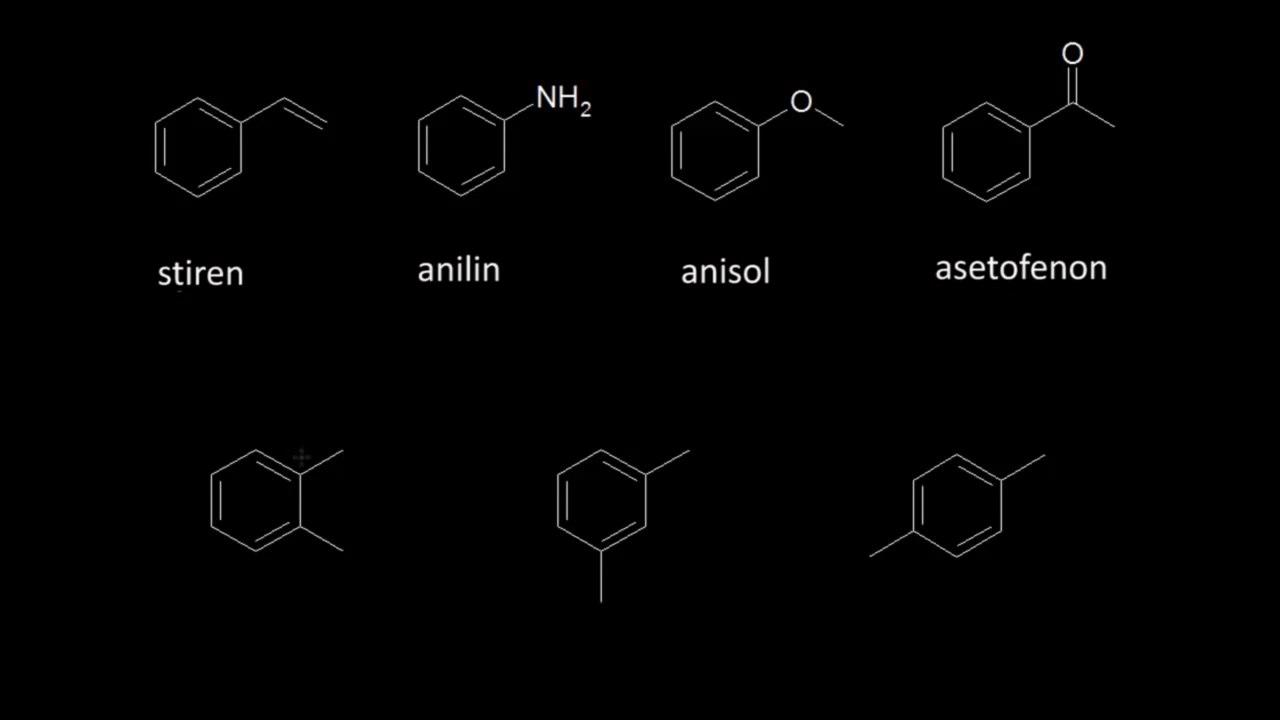 O
NH₂
O
stiren
anilin
anisol
asetofenon